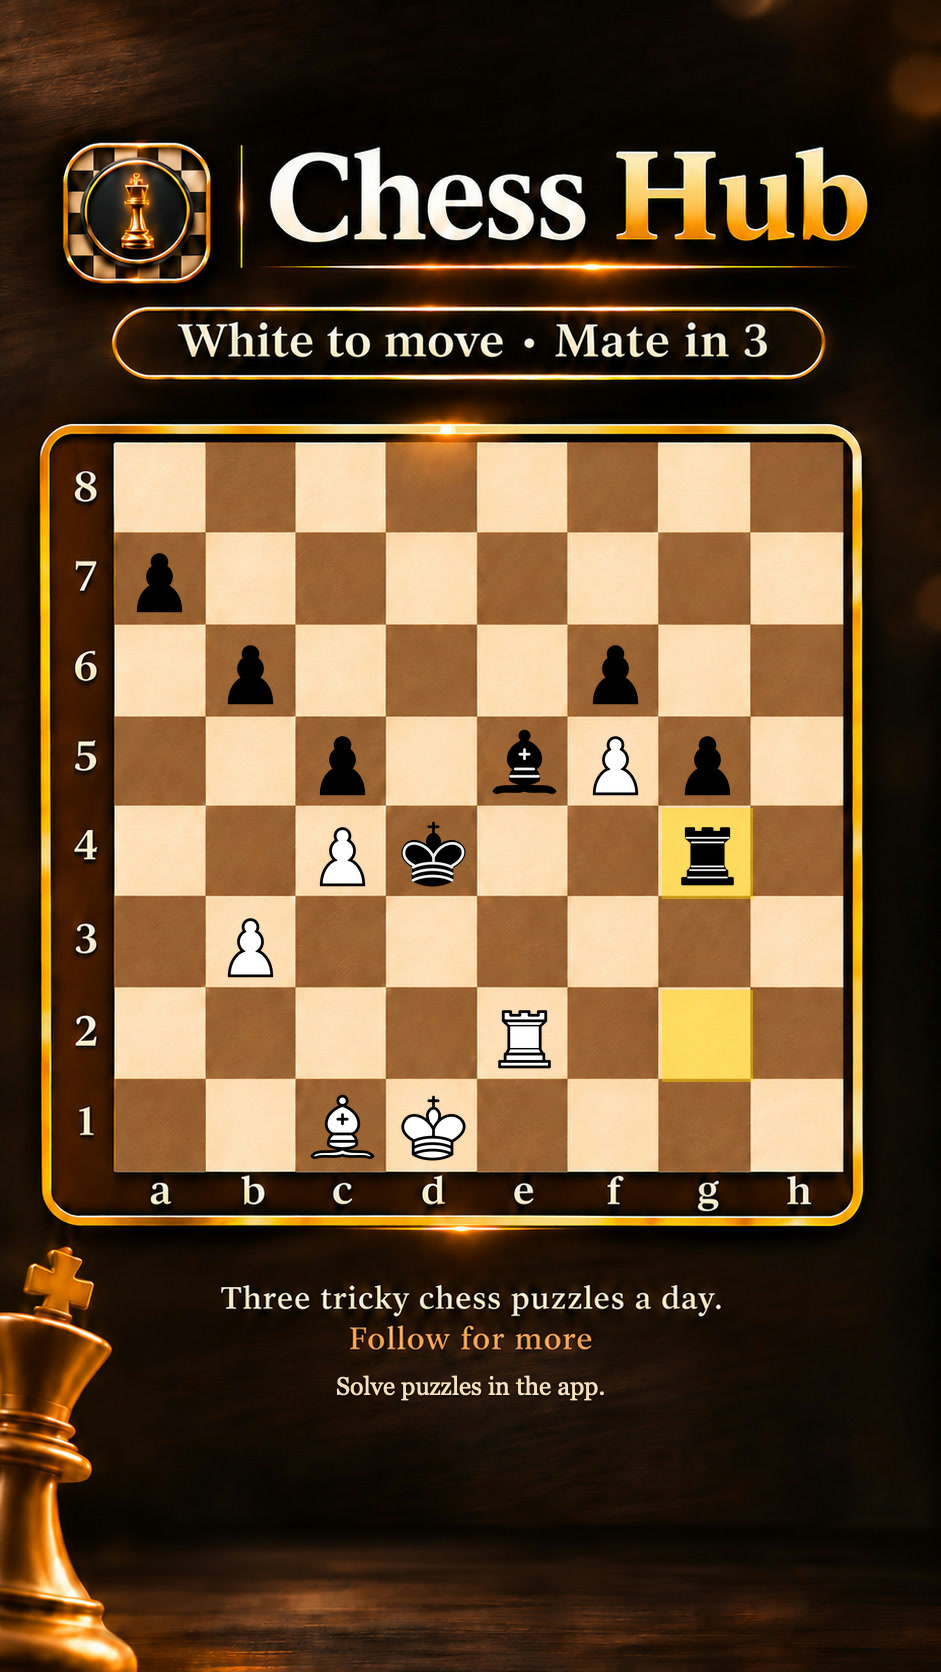 Chess Hub
White to move • Mate in 3
8
7
6
5
4
3
2
1
a b c d e f g h
Three tricky chess puzzles a day.
Follow for more
Solve puzzles in the app.